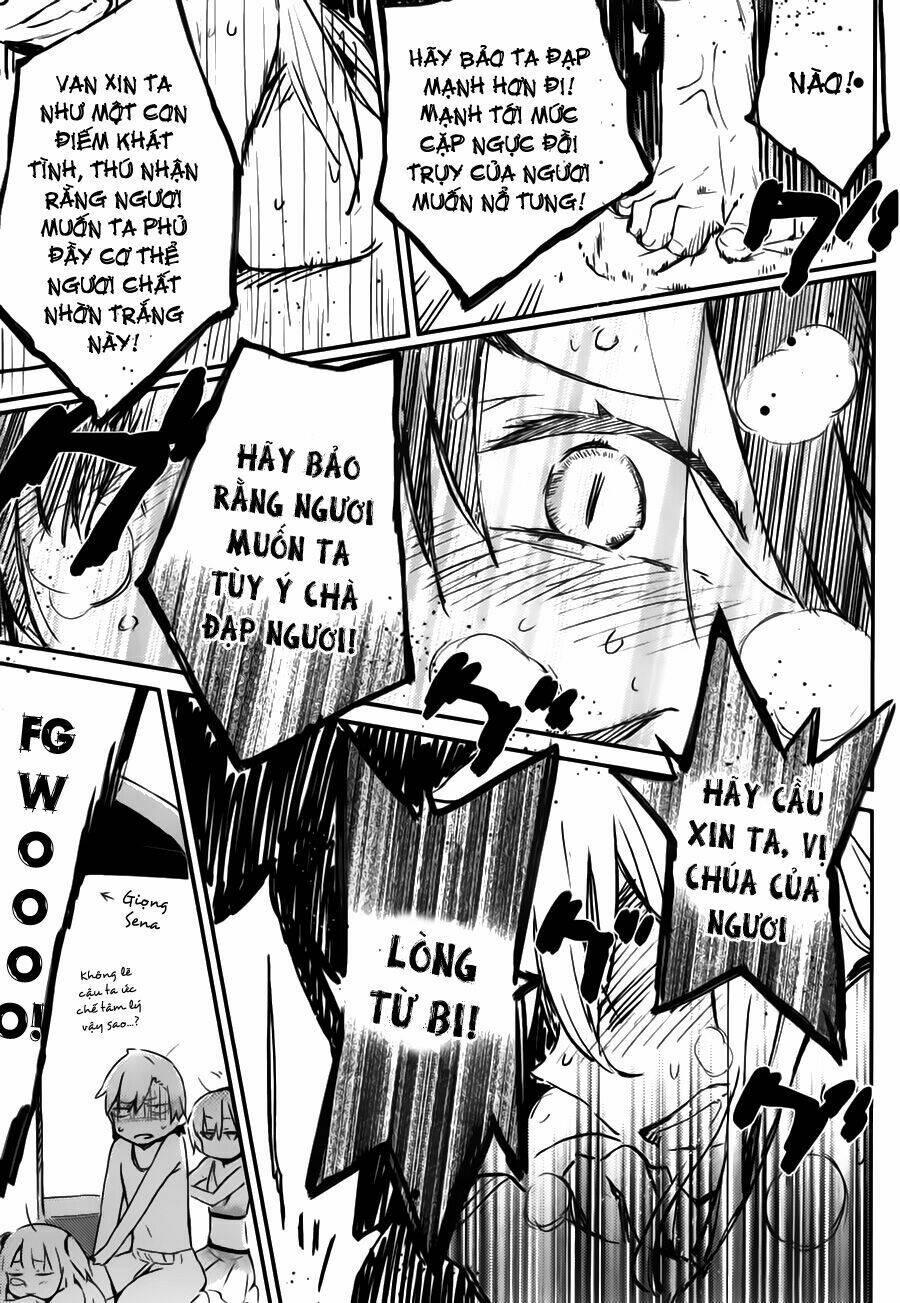 NÀO!
HÃY BẢO TA ĐẠP
MẠNH HƠN ĐI!
MẠNH TỚI MỨC
CẶP NGỰC ĐỒI
TRỤY CỦA NGƯƠI
MUỐN NỔ TUNG!
VAN XIN TA
NHƯ MỘT CON
ĐIẾM KHÁT
TÌNH, THÚ NHẬN
RẰNG NGƯƠI
MUỐN TA PHỦ
ĐẦY CƠ THỂ
NGƯƠI CHẤT
NHỜN TRẮNG
NÀY!
HÃY BẢO
RẰNG NGƯƠI
MUỐN TA
TÙY Ý CHÀ
ĐẠP NGƯƠI!
HÃY CẦU
XIN TA, VỊ
CHÚA CỦA
NGƯƠI
LÒNG
TỪ BI!
FG
W
O
O
O
O!
← Giọng
Sena
Không lẽ
cậu ta ức
chế tâm lý
vậy sao...?